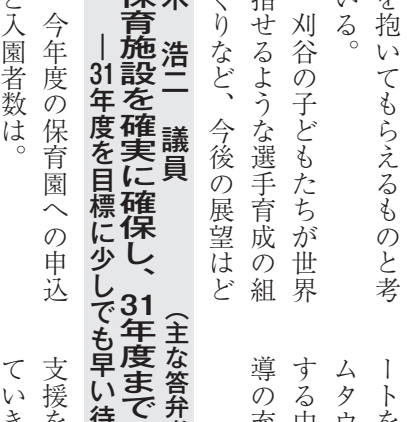 を抱いてもらえるものと考
いる。
刈谷の子どもたちが世界
指せるような選手育成の組
くりなど、今後の展望はど
ートを
ムタウ
する中
導の充
浩二 議員 (主な答弁
保育施設を確実に確保し、31年度まで
―31年度を目標に少しでも早い待
今年度の保育園への申込
と入園者数は。
支援を
ていき